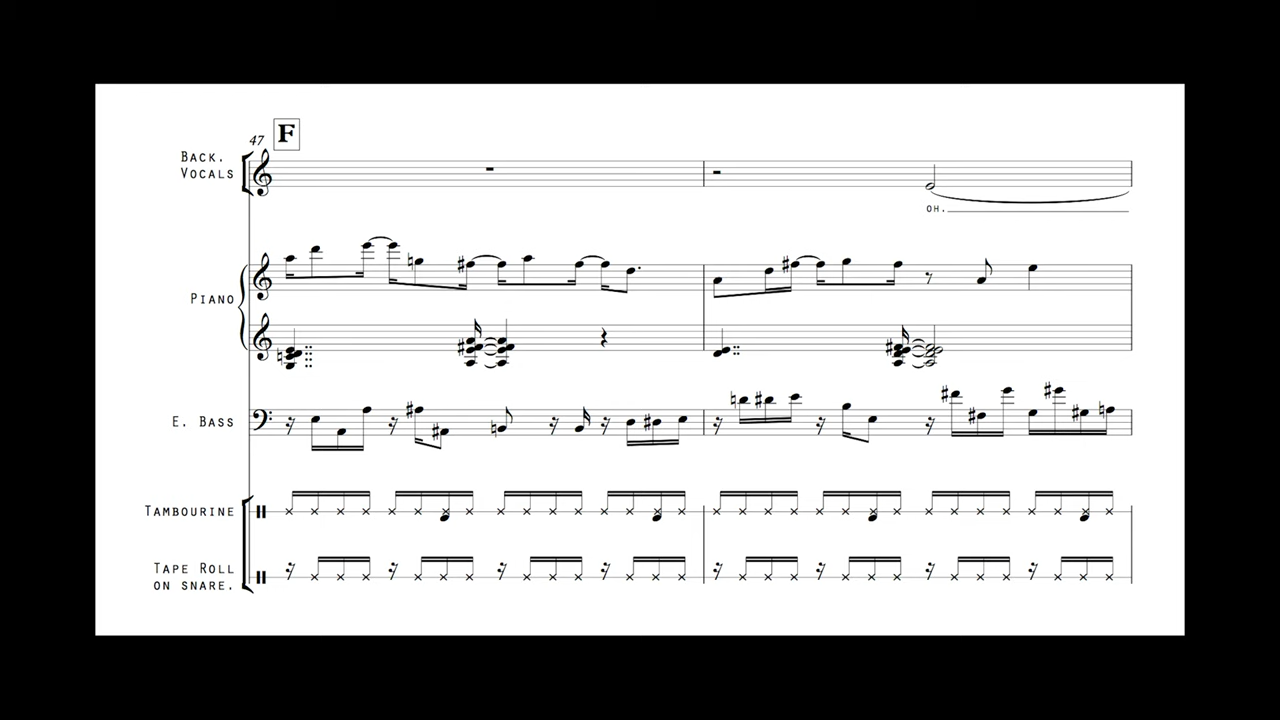 47 F
BACK.
VOCALS
OH.
PIANO
E. BASS
TAMBOURINE
TAPE ROLL
ON SNARE.